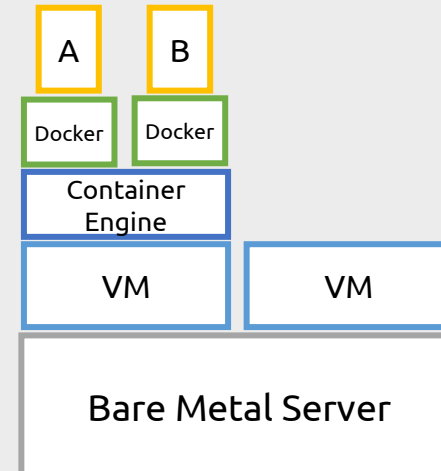 A
B
Docker
Docker
Container
Engine
VM
VM
Bare Metal Server